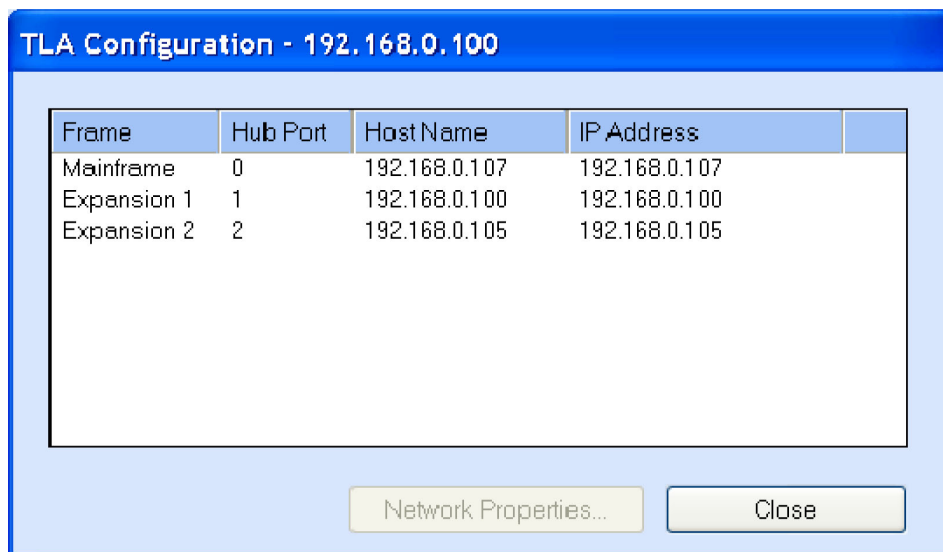 TLA Configuration - 192.168.0.100
Frame Hub Port Host Name IP Address
Mainframe 0 192.168.0.107 192.168.0.107
Expansion 1 1 192.168.0.100 192.168.0.100
Expansion 2 2 192.168.0.105 192.168.0.105
Network Properties... Close